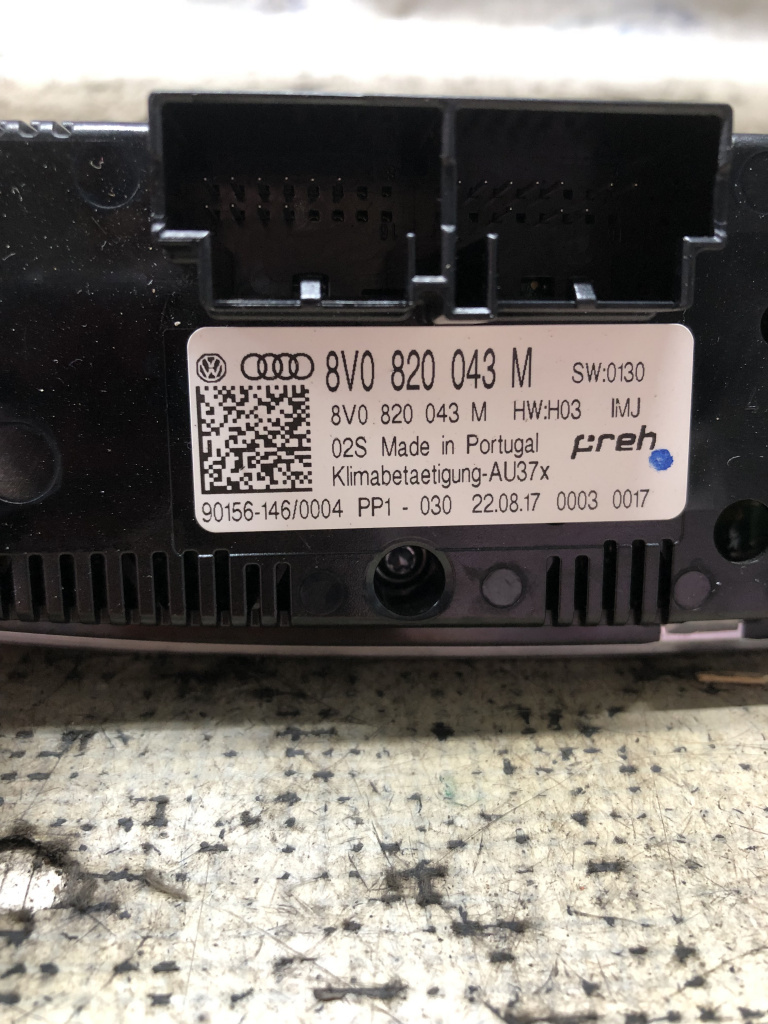 8V0 820 043 M SW:0130
8V0 820 043 M HW:H03 IMJ
02S Made in Portugal preh
Klimabetaetigung-AU37x
90156-146/0004 PP1 - 030 22.08.17 0003 0017